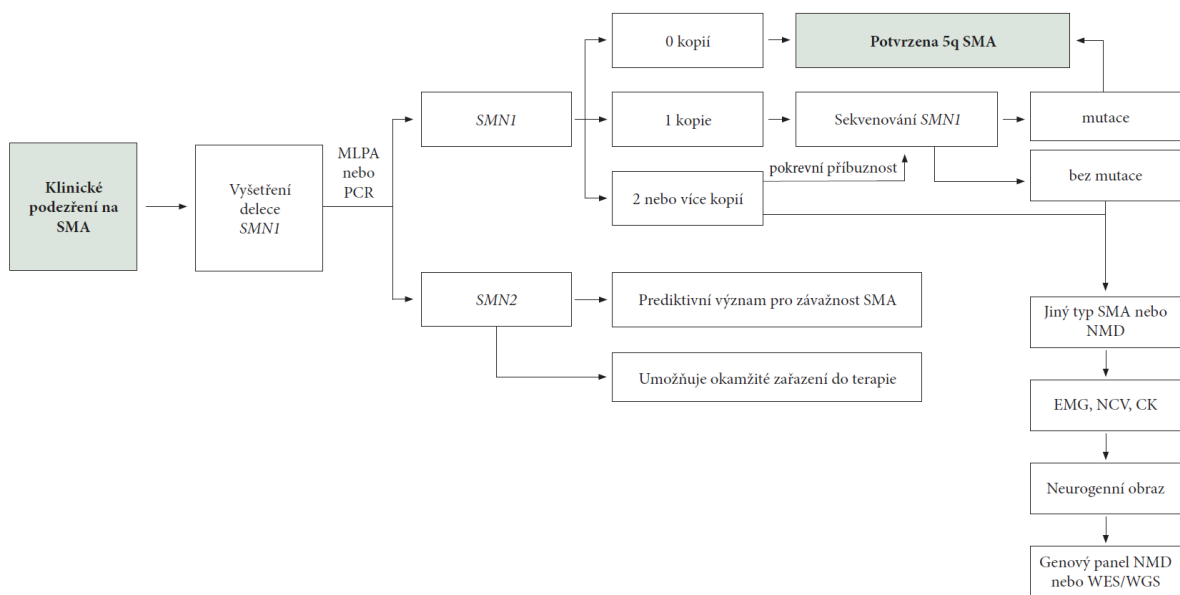 Klinické
podezření na
SMA
Vyšetření
delece
SMN1
MLPA
nebo
PCR
SMN1
0 kopií
Potvrzena 5q SMA
1 kopie
Sekvenování SMN1
mutace
pokrevní příbuznost
bez mutace
2 nebo více kopií
SMN2
Prediktivní význam pro závažnost SMA
Umožňuje okamžité zařazení do terapie
Jiný typ SMA nebo
NMD
EMG, NCV, CK
Neurogenní obraz
Genový panel NMD
nebo WES/WGS